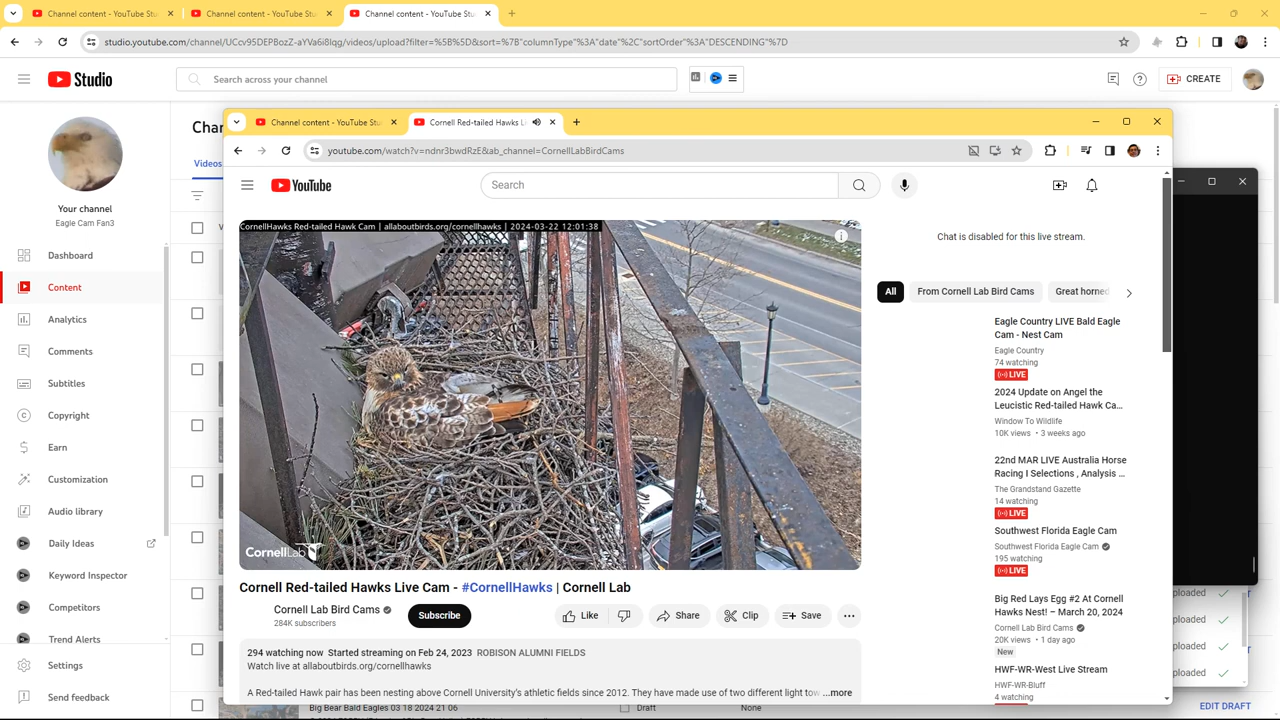 Channel content - YouTube Stu
Channel content - YouTube Stu
Channel content - YouTube Stu
studio.youtube.com/channel/UCcv95DEPBozZ-aYVa6i8Iqg/videos/upload?filter=%5B%5D&sort=%7B"columnType"%3A"date"%2C"sortOrder"%3A"DESCENDING"%7D
Studio
Search across your channel
CREATE
Your channel
Eagle Cam Fan3
Dashboard
Content
Analytics
Comments
Subtitles
Copyright
Earn
Customization
Audio library
Daily Ideas
Keyword Inspector
Competitors
Trend Alerts
Settings
Send feedback
Videos
Channel content - YouTube Stu
Cornell Red-tailed Hawks Li
youtube.com/watch?v=ndnr3bwdRzE&ab_channel=CornellLabBirdCams
YouTube
Search
CornellHawks Red-tailed Hawk Cam | allaboutbirds.org/cornellhawks | 2024-03-22 12:01:38
CornellLab
Cornell Red-tailed Hawks Live Cam - #CornellHawks | Cornell Lab
Cornell Lab Bird Cams
284K subscribers
Subscribe
Like
Share
Clip
Save
294 watching now Started streaming on Feb 24, 2023 ROBISON ALUMNI FIELDS
Watch live at allaboutbirds.org/cornellhawks
A Red-tailed Hawk pair has been nesting above Cornell University's athletic fields since 2012. They have made use of two different light tow ...more
Chat is disabled for this live stream.
All
From Cornell Lab Bird Cams
Great horned
Eagle Country LIVE Bald Eagle
Cam - Nest Cam
Eagle Country
74 watching
LIVE
2024 Update on Angel the
Leucistic Red-tailed Hawk Ca...
Window To Wildlife
10K views • 3 weeks ago
22nd MAR LIVE Australia Horse
Racing I Selections , Analysis ...
The Grandstand Gazette
14 watching
LIVE
Southwest Florida Eagle Cam
Southwest Florida Eagle Cam
195 watching
LIVE
Big Red Lays Egg #2 At Cornell
Hawks Nest! – March 20, 2024
Cornell Lab Bird Cams
20K views • 1 day ago
New
HWF-WR-West Live Stream
HWF-WR-Bluff
4 watching
Big Bear Bald Eagles 03 18 2024 21 06
Draft
None
EDIT DRAFT